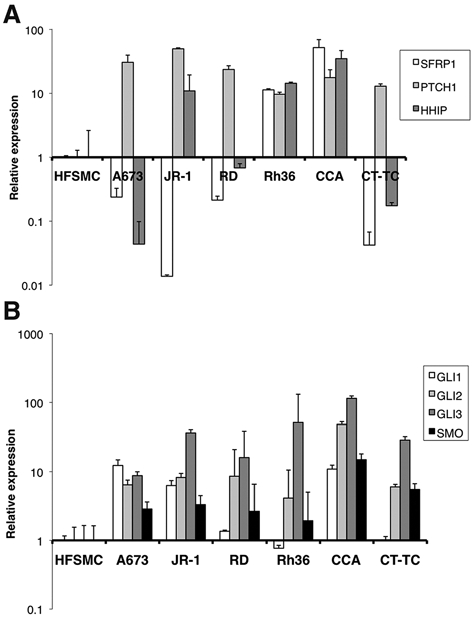 A
100
10
1
0.1
0.01
Relative expression
HFSMC A673 JR-1 RD Rh36 CCA CT-TC
SFRP1
PTCH1
HHIP
B
1000
100
10
1
0.1
Relative expression
HFSMC A673 JR-1 RD Rh36 CCA CT-TC
GLI1
GLI2
GLI3
SMO